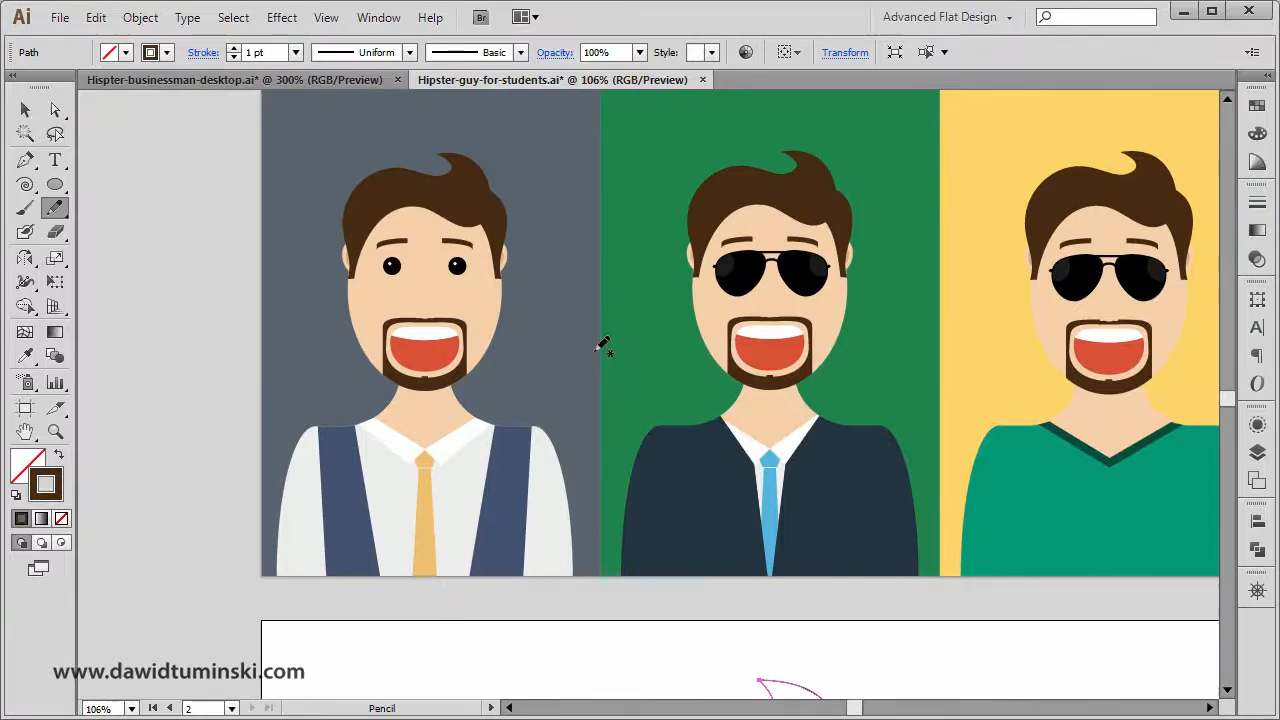 Ai File Edit Object Type Select Effect View Window Help Br Advanced Flat Design
Path Stroke: 1 pt Uniform Basic Opacity: 100% Style: Transform
Hispter-businessman-desktop.ai* @ 300% (RGB/Preview) × Hipster-guy-for-students.ai* @ 106% (RGB/Preview) ×
www.dawidtuminski.com
106% 2 Pencil